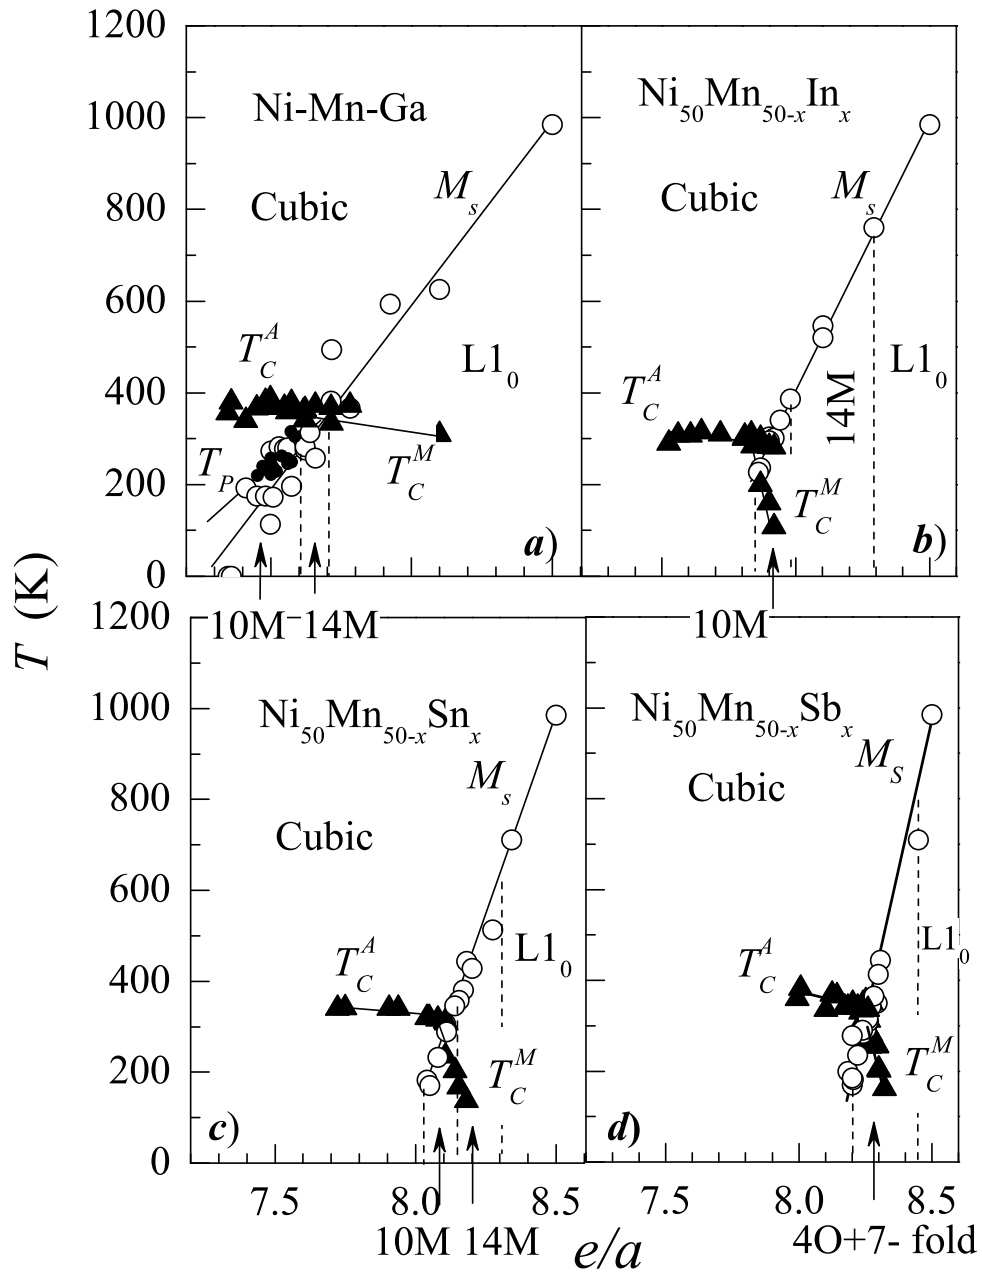 1200
1000
800
600
400
200
0
Ni-Mn-Ga
Cubic
M_s
T_C^A
L1_0
T_P
T_C^M
a)
Ni_50Mn_50-xIn_x
Cubic
M_s
T_C^A
14M
L1_0
T_C^M
b)
T (K)
10M 14M
10M
1200
1000
800
600
400
200
0
Ni_50Mn_50-xSn_x
M_s
Cubic
T_C^A
L1_0
T_C^M
c)
Ni_50Mn_50-xSb_x
M_S
Cubic
T_C^A
L1_0
T_C^M
d)
7.5 8.0 8.5 7.5 8.0 8.5
10M 14M e/a 4O+7- fold